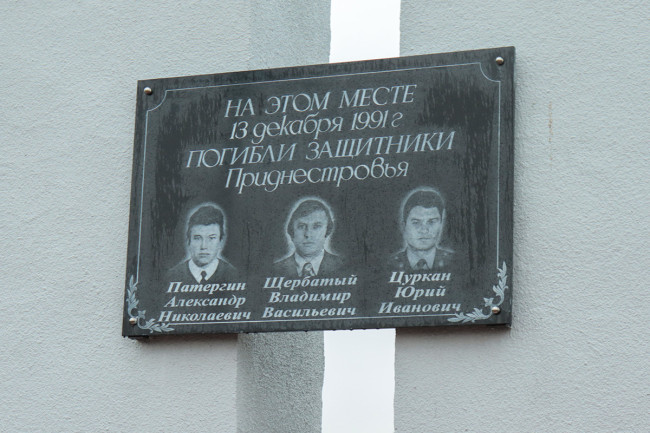 НА ЭТОМ МЕСТЕ
13 декабря 1991 г
ПОГИБЛИ ЗАЩИТНИКИ
Приднестровья
Патергин
Александр
Николаевич
Щербатый
Владимир
Васильевич
Цуркан
Юрий
Иванович